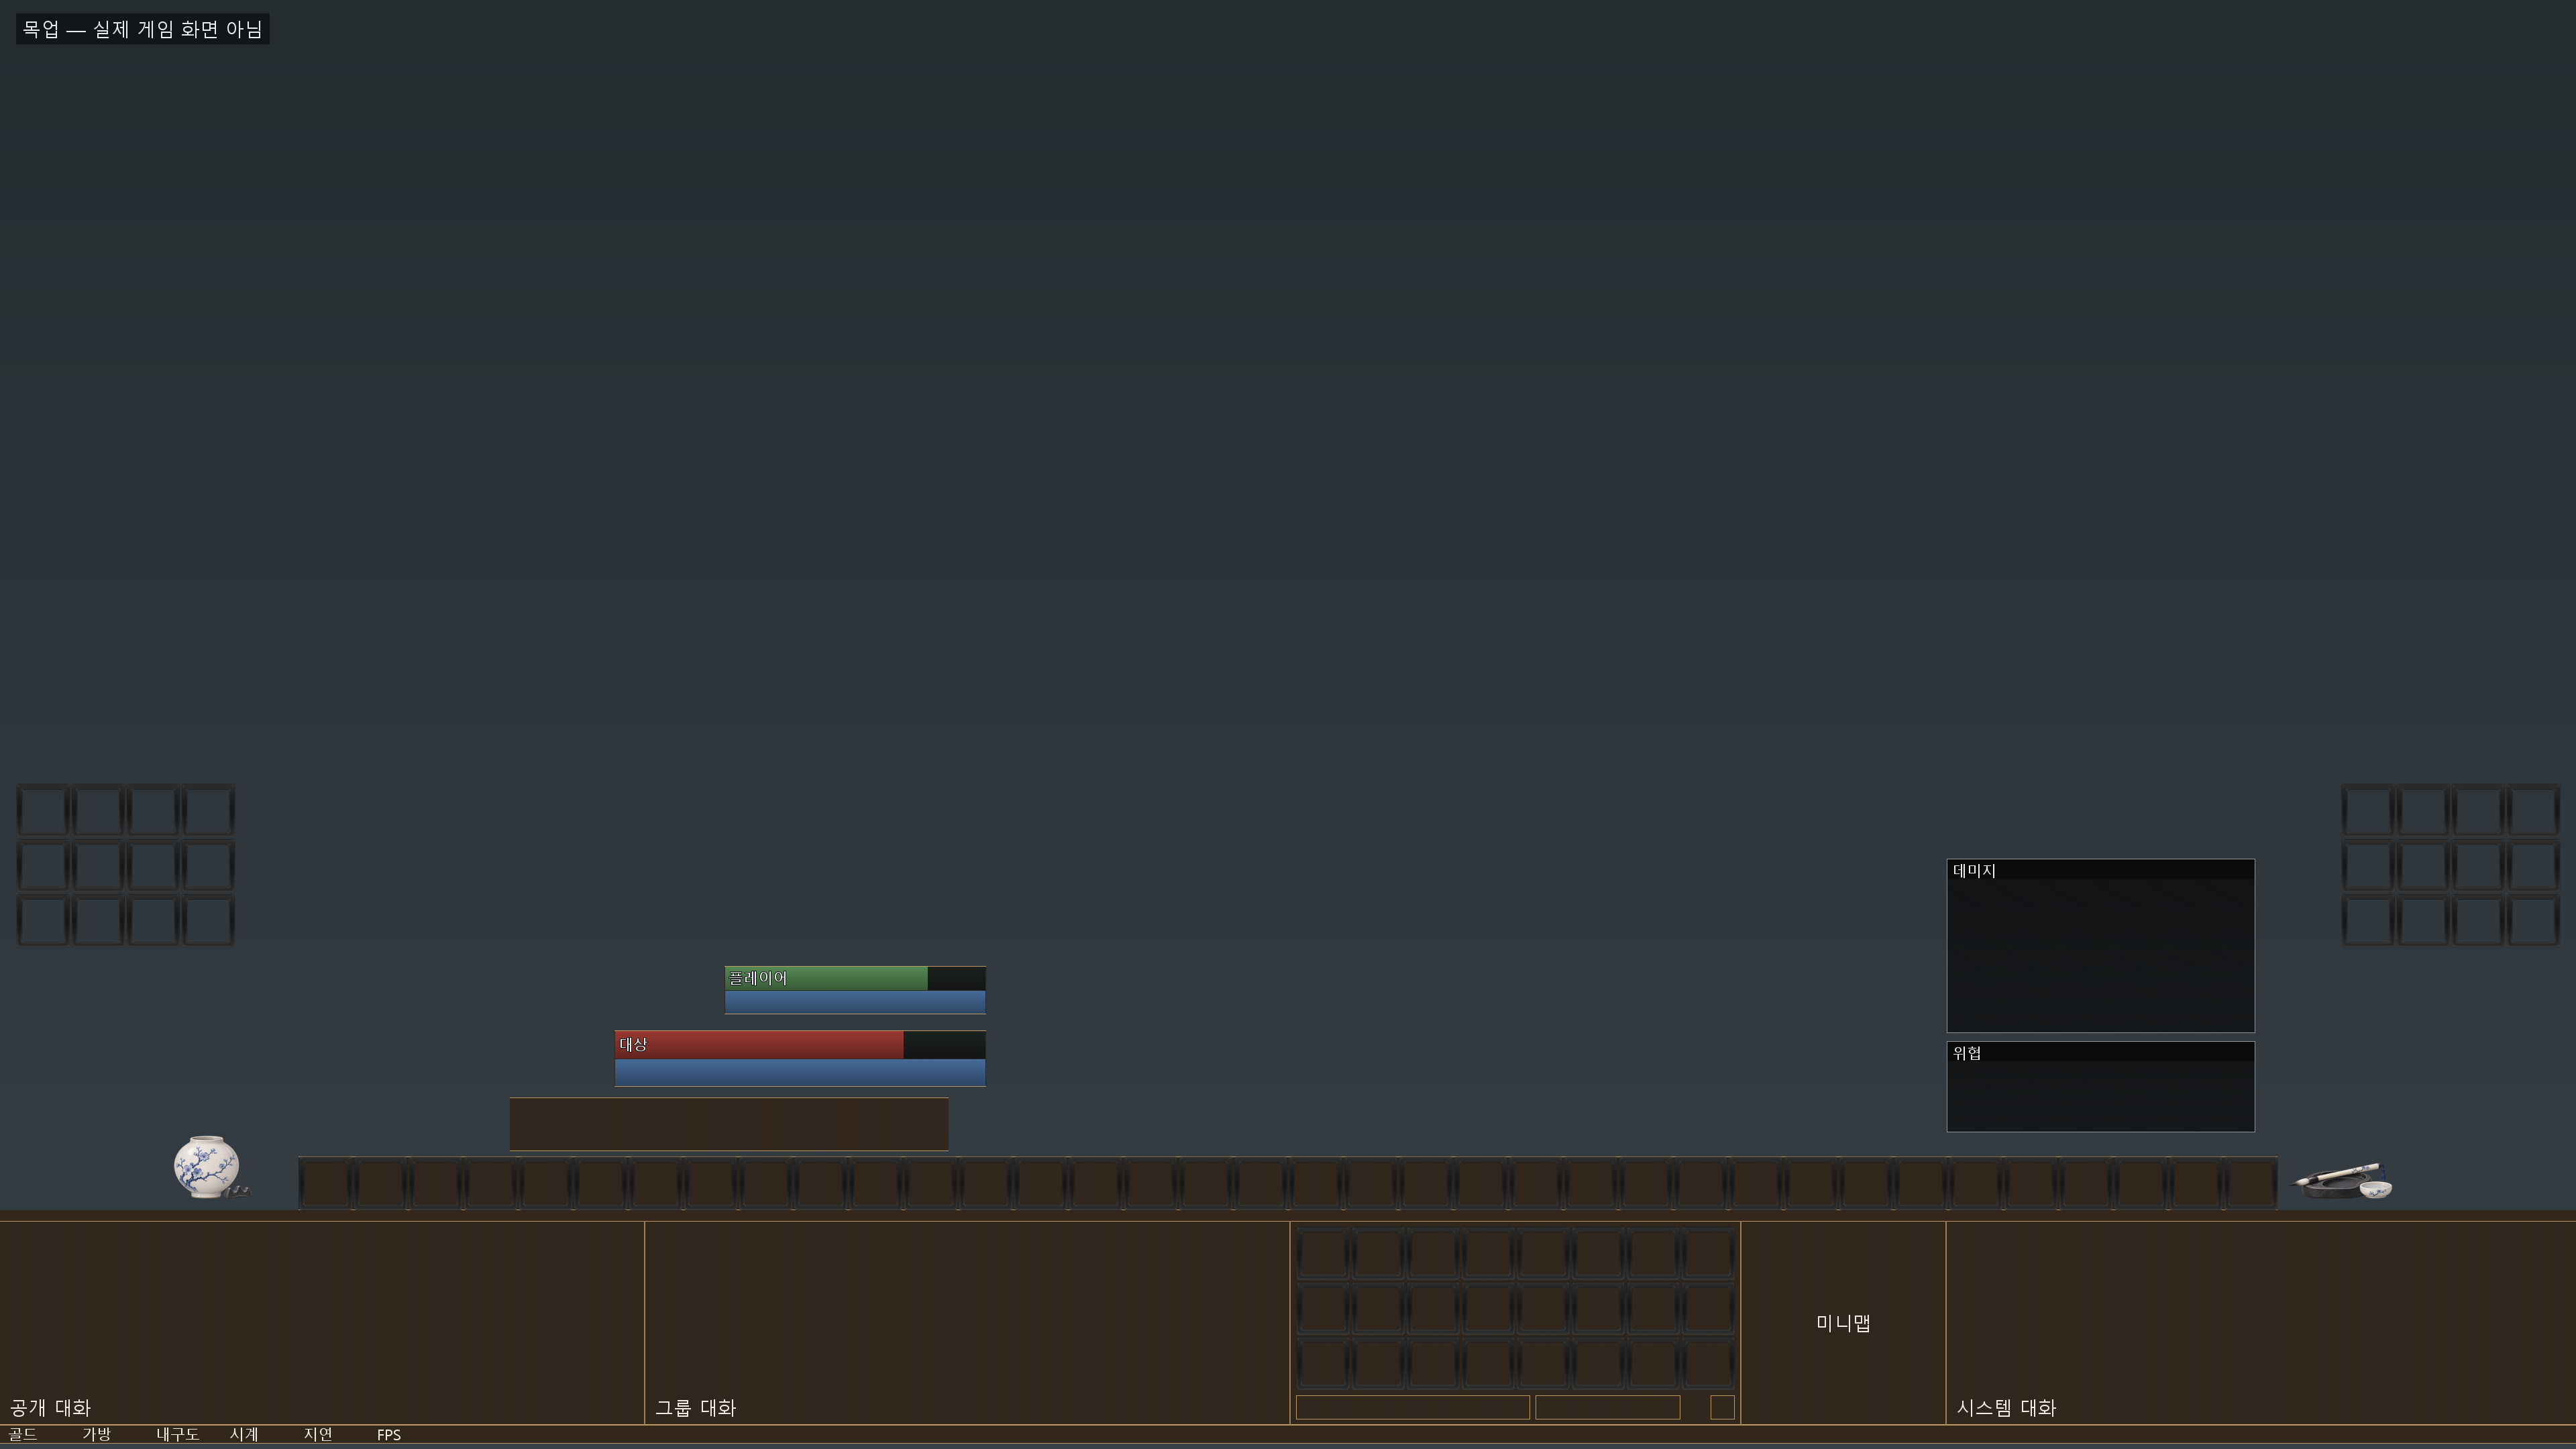 목업 — 실제 게임 화면 아님
데미지
플레이어
대상
위협
미니맵
공개 대화
그룹 대화
시스템 대화
골드 가방 내구도 시계 지연 FPS